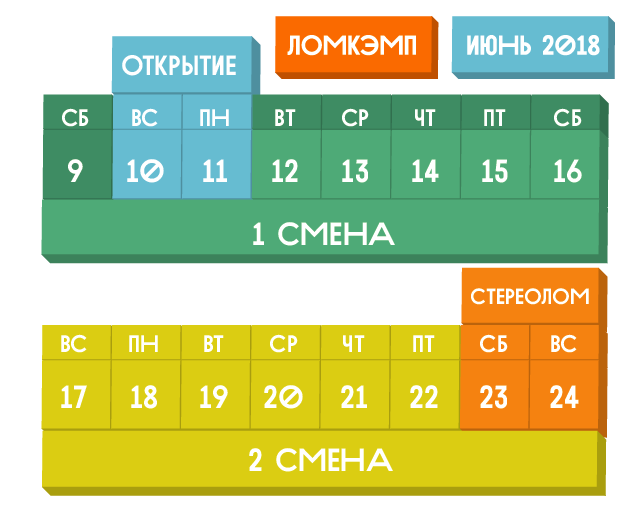 ЛОМКЭМП
ИЮНЬ 2018
ОТКРЫТИЕ
СБ ВС ПН ВТ СР ЧТ ПТ СБ
9 10 11 12 13 14 15 16
1 СМЕНА
СТЕРЕОЛОМ
ВС ПН ВТ СР ЧТ ПТ СБ ВС
17 18 19 20 21 22 23 24
2 СМЕНА